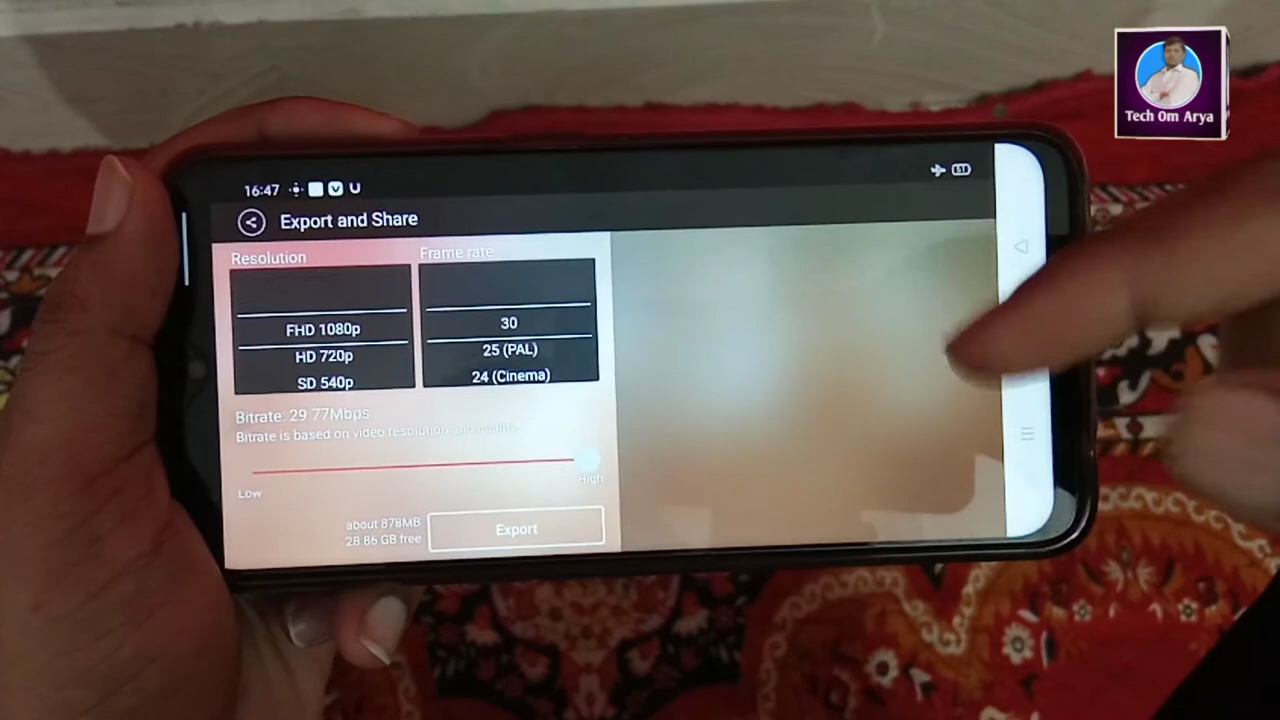 Tech Om Arya
16:47
51
Export and Share
Resolution
Frame rate
FHD 1080p
HD 720p
SD 540p
30
25 (PAL)
24 (Cinema)
Bitrate: 29.77Mbps
Bitrate is based on video resolution and quality
Low
High
about 878MB
28.86 GB free
Export